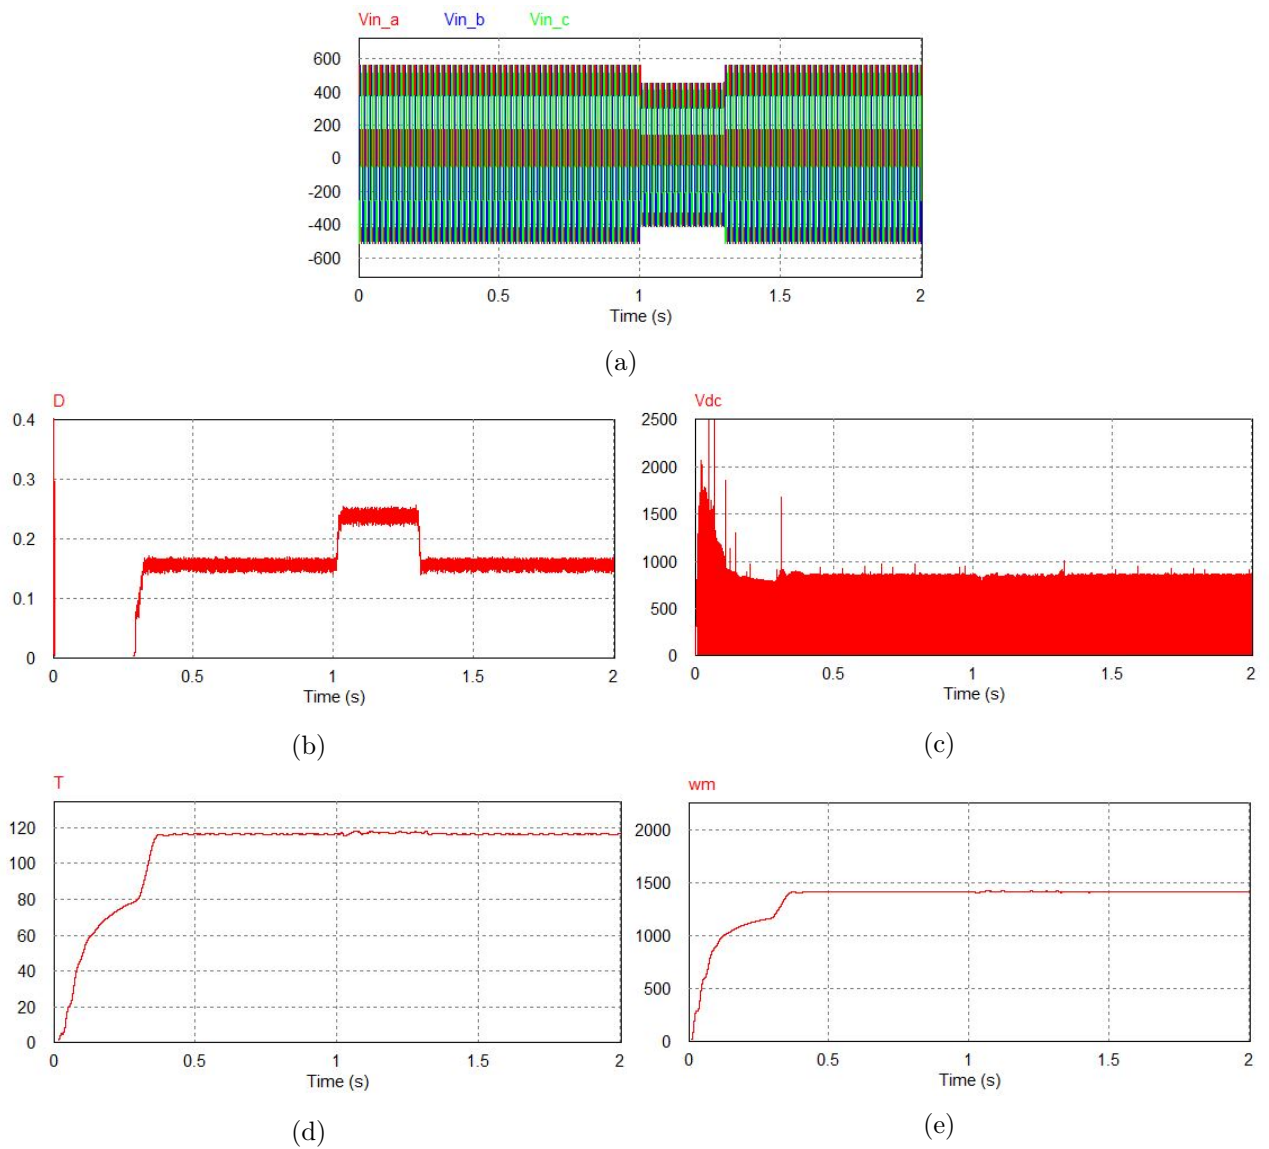 Vin_a Vin_b Vin_c
600
400
200
0
-200
-400
-600
0 0.5 1 1.5 2
Time (s)
(a)
D
0.4
0.3
0.2
0.1
0
0 0.5 1 1.5 2
Time (s)
(b)
Vdc
2500
2000
1500
1000
500
0
0 0.5 1 1.5 2
Time (s)
(c)
T
120
100
80
60
40
20
0
0 0.5 1 1.5 2
Time (s)
(d)
wm
2000
1500
1000
500
0
0 0.5 1 1.5 2
Time (s)
(e)